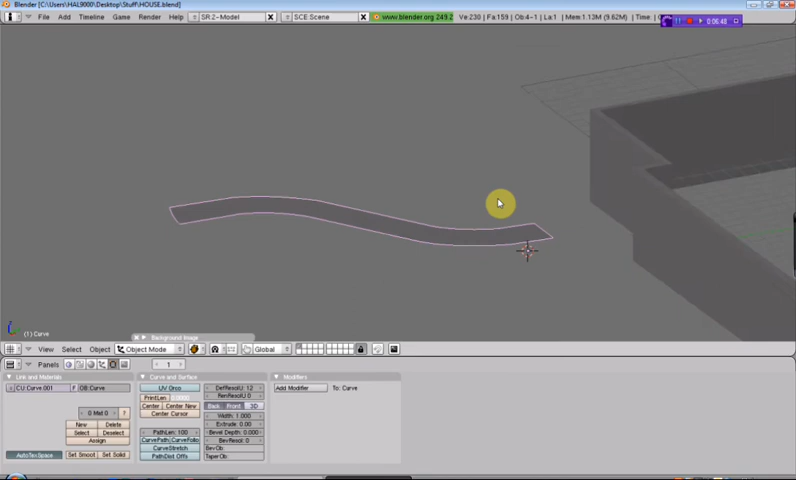 Blender [C:\Users\HAL9000\Desktop\Stuff\HOUSE.blend]
File Add Timeline Game Render Help SR:2-Model SCE:Scene www.blender.org 249.2 Ve:230 | Fa:159 | Ob:4-1 | La:1 | Mem:1.13M (9.62M) | Time: | 0:06:48
(1) Curve
Background Image
View Select Object Object Mode Global
Panels 1
Link and Materials Curve and Surface Modifiers
CU:Curve.001 F OB:Curve UV Orco DefResolU: 12 Add Modifier To: Curve
PrintLen 0.0000 RenResolU 0
Center Center New Back Front 3D
0 Mat 0 ? Center Cursor Width: 1.000
New Delete Extrude: 0.00
Select Deselect PathLen: 100 Bevel Depth: 0.000
Assign CurvePath CurveFollo BevResol: 0
CurveStretch BevOb:
AutoTexSpace Set Smoot Set Solid PathDist Offs TaperOb: